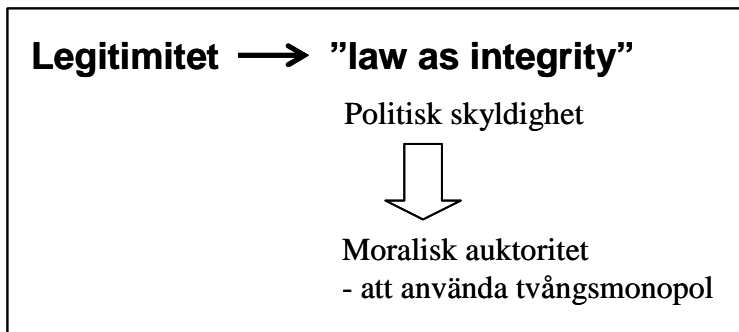 Legitimitet → ”law as integrity”
Politisk skyldighet
Moralisk auktoritet
- att använda tvångsmonopol